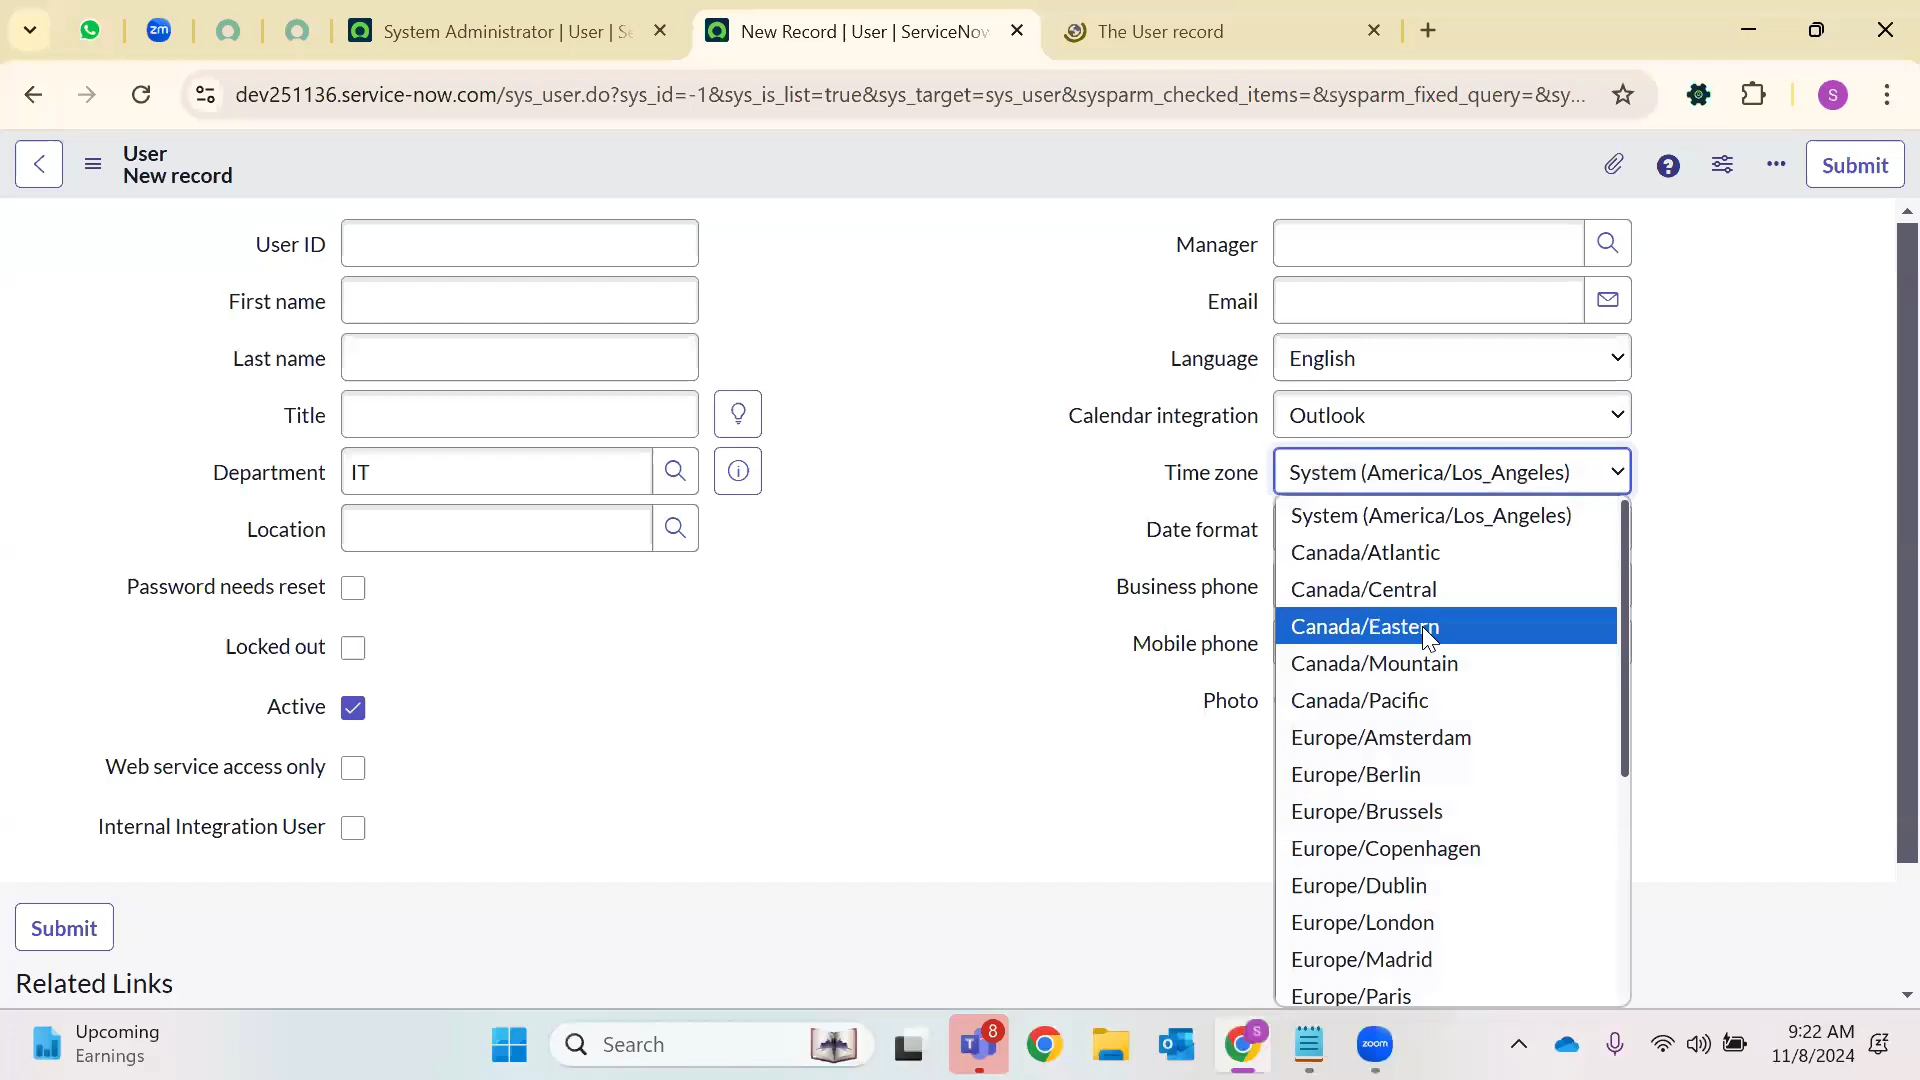 zm
System Administrator | User | Se
New Record | User | ServiceNow
The User record
dev251136.service-now.com/sys_user.do?sys_id=-1&sys_is_list=true&sys_target=sys_user&sysparm_checked_items=&sysparm_fixed_query=&sy...
S
User
New record
Submit
User ID
Manager
First name
Email
Last name
Language English
Title
Calendar integration Outlook
Department IT
Time zone System (America/Los_Angeles)
System (America/Los_Angeles)
Location
Date format
Canada/Atlantic
Password needs reset
Business phone
Canada/Central
Canada/Eastern
Locked out
Mobile phone
Canada/Mountain
Active
Photo
Canada/Pacific
Europe/Amsterdam
Web service access only
Europe/Berlin
Europe/Brussels
Internal Integration User
Europe/Copenhagen
Europe/Dublin
Europe/London
Submit
Europe/Madrid
Related Links
Europe/Paris
Upcoming
Earnings
Search
8
S
zoom
9:22 AM
11/8/2024